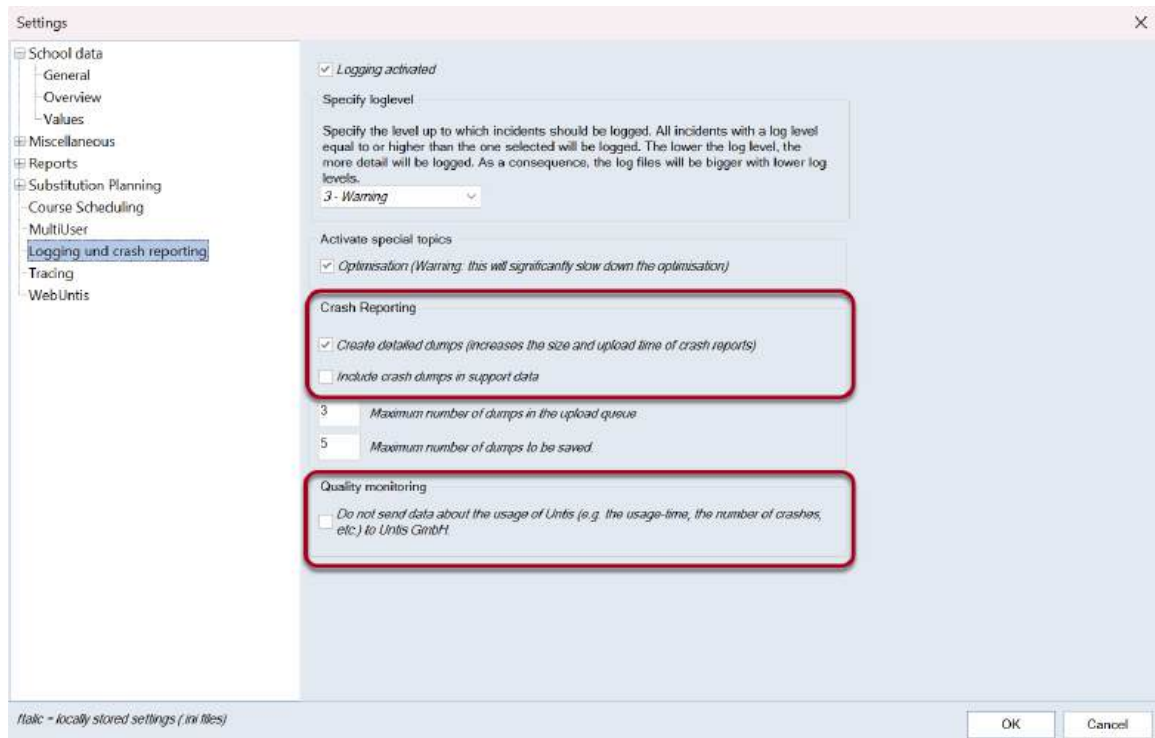 Settings
School data
General
Overview
Values
Miscellaneous
Reports
Substitution Planning
Course Scheduling
MultiUser
Logging und crash reporting
Tracing
WebUntis
Logging activated
Specify loglevel
Specify the level up to which incidents should be logged. All incidents with a log level
equal to or higher than the one selected will be logged. The lower the log level, the
more detail will be logged. As a consequence, the log files will be bigger with lower log
levels.
3 - Warning
Activate special topics
Optimisation (Warning: this will significantly slow down the optimisation)
Crash Reporting
Create detailed dumps (increases the size and upload time of crash reports)
Include crash dumps in support data
3 Maximum number of dumps in the upload queue
5 Maximum number of dumps to be saved.
Quality monitoring
Do not send data about the usage of Untis (e.g. the usage-time, the number of crashes,
etc.) to Untis GmbH.
Italic = locally stored settings (.ini files)
OK
Cancel